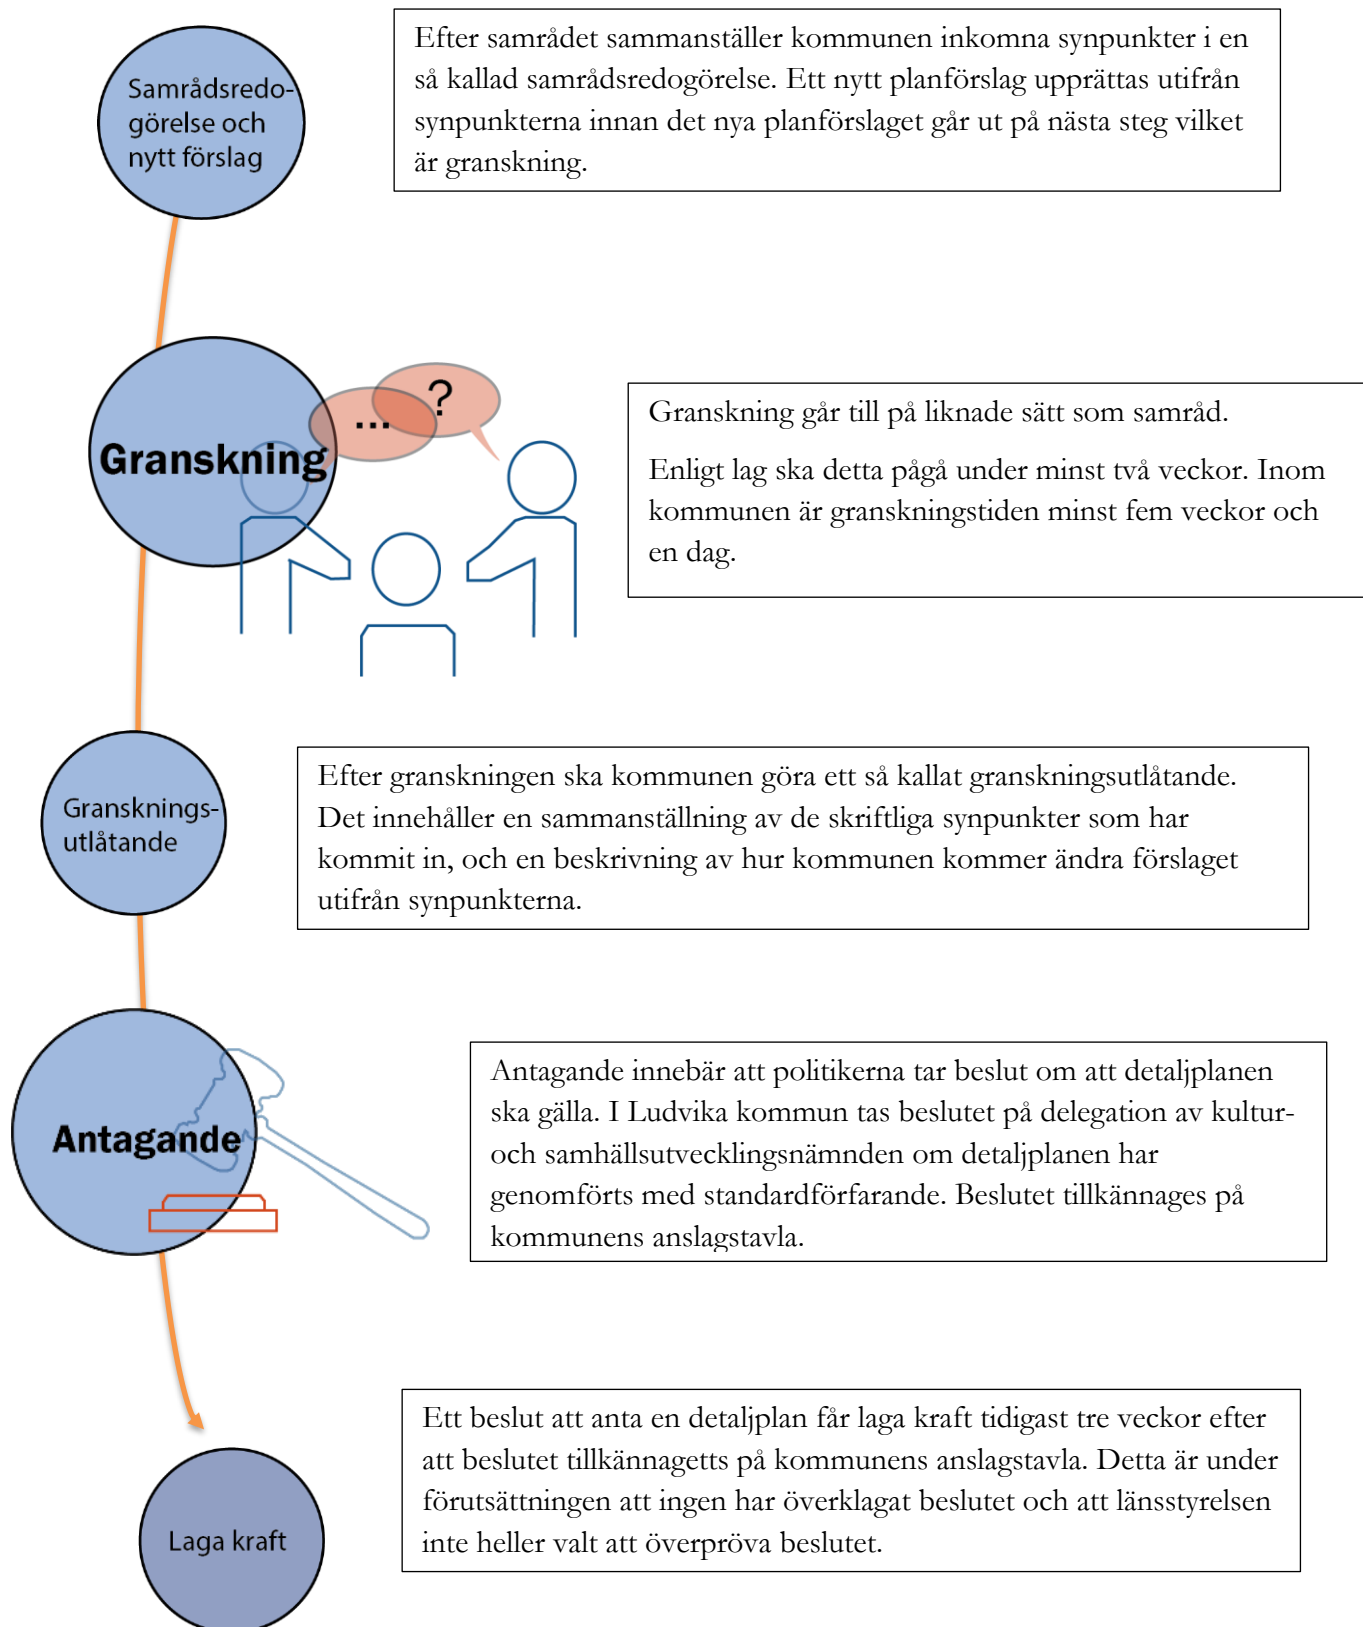 Samrådsredo-
görelse och
nytt förslag
Efter samrådet sammanställer kommunen inkomna synpunkter i en
så kallad samrådsredogörelse. Ett nytt planförslag upprättas utifrån
synpunkterna innan det nya planförslaget går ut på nästa steg vilket
är granskning.
Granskning
...
?
Granskning går till på liknade sätt som samråd.
Enligt lag ska detta pågå under minst två veckor. Inom
kommunen är granskningstiden minst fem veckor och
en dag.
Gransknings-
utlåtande
Efter granskningen ska kommunen göra ett så kallat granskningsutlåtande.
Det innehåller en sammanställning av de skriftliga synpunkter som har
kommit in, och en beskrivning av hur kommunen kommer ändra förslaget
utifrån synpunkterna.
Antagande
Antagande innebär att politikerna tar beslut om att detaljplanen
ska gälla. I Ludvika kommun tas beslutet på delegation av kultur-
och samhällsutvecklingsnämnden om detaljplanen har
genomförts med standardförfarande. Beslutet tillkännages på
kommunens anslagstavla.
Laga kraft
Ett beslut att anta en detaljplan får laga kraft tidigast tre veckor efter
att beslutet tillkännagetts på kommunens anslagstavla. Detta är under
förutsättningen att ingen har överklagat beslutet och att länsstyrelsen
inte heller valt att överpröva beslutet.